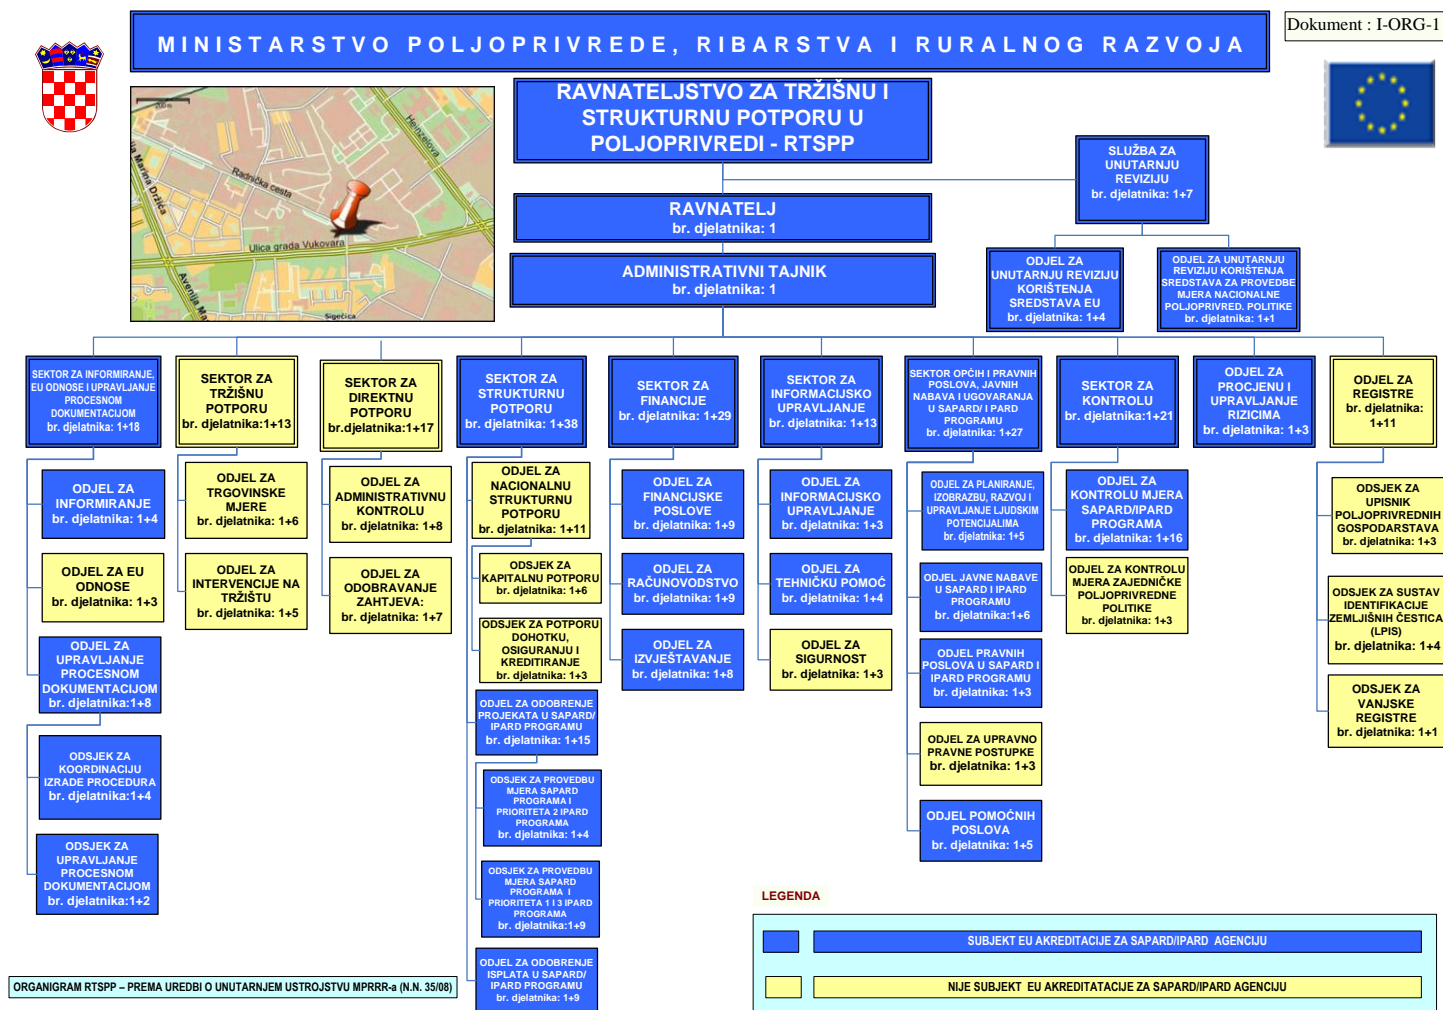 Dokument : I-ORG-1
MINISTARSTVO POLJOPRIVREDE, RIBARSTVA I RURALNOG RAZVOJA
RAVNATELJSTVO ZA TRŽIŠNU I
STRUKTURNU POTPORU U
POLJOPRIVREDI - RTSPP
200 m
Heinzelova
Radnička cesta
Ulica grada Vukovara
Sigečica
SLUŽBA ZA
UNUTARNJU
REVIZIJU
br. djelatnika: 1+7
RAVNATELJ
br. djelatnika: 1
ADMINISTRATIVNI TAJNIK
br. djelatnika: 1
ODJEL ZA
UNUTARNJU REVIZIJU
KORIŠTENJA
SREDSTAVA EU
br. djelatnika: 1+4
ODJEL ZA UNUTARNJU
REVIZIJU KORIŠTENJA
SREDSTAVA ZA PROVEDBE
MJERA NACIONALNE
POLJOPRIVRED. POLITIKE
br. djelatnika: 1+1
SEKTOR ZA INFORMIRANJE,
EU ODNOSE I UPRAVLJANJE
PROCESNOM
DOKUMENTACIJOM
br. djelatnika: 1+18
SEKTOR ZA
TRŽIŠNU
POTPORU
br. djelatnika:1+13
SEKTOR ZA
DIREKTNU
POTPORU
br.djelatnika:1+17
SEKTOR ZA
STRUKTURNU
POTPORU
br. djelatnika: 1+38
SEKTOR ZA
FINANCIJE
br. djelatnika: 1+29
SEKTOR ZA
INFORMACIJSKO
UPRAVLJANJE
br. djelatnika: 1+13
SEKTOR OPĆIH I PRAVNIH
POSLOVA, JAVNIH
NABAVA I UGOVARANJA
U SAPARD/ I PARD
PROGRAMU
br. djelatnika: 1+27
SEKTOR ZA
KONTROLU
br. djelatnika:1+21
ODJEL ZA
PROCJENU I
UPRAVLJANJE
RIZICIMA
br. djelatnika: 1+3
ODJEL ZA
REGISTRE
br. djelatnika:
1+11
ODJEL ZA
INFORMIRANJE
br. djelatnika: 1+4
ODJEL ZA EU
ODNOSE
br. djelatnika: 1+3
ODJEL ZA
UPRAVLJANJE
PROCESNOM
DOKUMENTACIJOM
br. djelatnika: 1+8
ODSJEK ZA
KOORDINACIJU
IZRADE PROCEDURA
br. djelatnika:1+4
ODSJEK ZA
UPRAVLJANJE
PROCESNOM
DOKUMENTACIJOM
br. djelatnika:1+2
ODJEL ZA
TRGOVINSKE
MJERE
br. djelatnika: 1+6
ODJEL ZA
INTERVENCIJE NA
TRŽIŠTU
br. djelatnika: 1+5
ODJEL ZA
ADMINISTRATIVNU
KONTROLU
br. djelatnika: 1+8
ODJEL ZA
ODOBRAVANJE
ZAHTJEVA:
br. djelatnika: 1+7
ODJEL ZA
NACIONALNU
STRUKTURNU
POTPORU
br. djelatnika: 1+11
ODSJEK ZA
KAPITALNU POTPORU
br. djelatnika: 1+6
ODSJEK ZA POTPORU
DOHOTKU,
OSIGURANJU I
KREDITIRANJE
br. djelatnika: 1+3
ODJEL ZA ODOBRENJE
PROJEKATA U SAPARD/
IPARD PROGRAMU
br. djelatnika: 1+15
ODSJEK ZA PROVEDBU
MJERA SAPARD
PROGRAMA I
PRIORITETA 2 IPARD
PROGRAMA
br. djelatnika: 1+4
ODSJEK ZA PROVEDBU
MJERA SAPARD
PROGRAMA I
PRIORITETA 1 I 3 IPARD
PROGRAMA
br. djelatnika:1+9
ODJEL ZA ODOBRENJE
ISPLATA U SAPARD/
IPARD PROGRAMU
br. djelatnika: 1+9
ODJEL ZA
FINANCIJSKE
POSLOVE
br. djelatnika: 1+9
ODJEL ZA
RAČUNOVODSTVO
br. djelatnika: 1+9
ODJEL ZA
IZVJEŠTAVANJE
br. djelatnika: 1+8
ODJEL ZA
INFORMACIJSKO
UPRAVLJANJE
br. djelatnika: 1+3
ODJEL ZA
TEHNIČKU POMOĆ
br. djelatnika: 1+4
ODJEL ZA
SIGURNOST
br. djelatnika: 1+3
ODJEL ZA PLANIRANJE,
IZOBRAZBU, RAZVOJ I
UPRAVLJANJE LJUDSKIM
POTENCIJALIMA
br. djelatnika: 1+5
ODJEL JAVNE NABAVE
U SAPARD I IPARD
PROGRAMU
br. djelatnika: 1+6
ODJEL PRAVNIH
POSLOVA U SAPARD I
IPARD PROGRAMU
br. djelatnika: 1+3
ODJEL ZA UPRAVNO
PRAVNE POSTUPKE
br. djelatnika: 1+3
ODJEL POMOĆNIH
POSLOVA
br. djelatnika: 1+5
ODJEL ZA
KONTROLU MJERA
SAPARD/IPARD
PROGRAMA
br. djelatnika: 1+16
ODJEL ZA KONTROLU
MJERA ZAJEDNIČKE
POLJOPRIVREDNE
POLITIKE
br. djelatnika: 1+3
ODSJEK ZA
UPISNIK
POLJOPRIVREDNIH
GOSPODARSTAVA
br. djelatnika: 1+3
ODSJEK ZA SUSTAV
IDENTIFIKACIJE
ZEMLJIŠNIH ČESTICA
(LPIS)
br. djelatnika: 1+4
ODSJEK ZA
VANJSKE
REGISTRE
br. djelatnika: 1+1
LEGENDA
SUBJEKT EU AKREDITACIJE ZA SAPARD/IPARD AGENCIJU
NIJE SUBJEKT EU AKREDITATACIJE ZA SAPARD/IPARD AGENCIJU
ORGANIGRAM RTSPP – PREMA UREDBI O UNUTARNJEM USTROJSTVU MPRRR-a (N.N. 35/08)